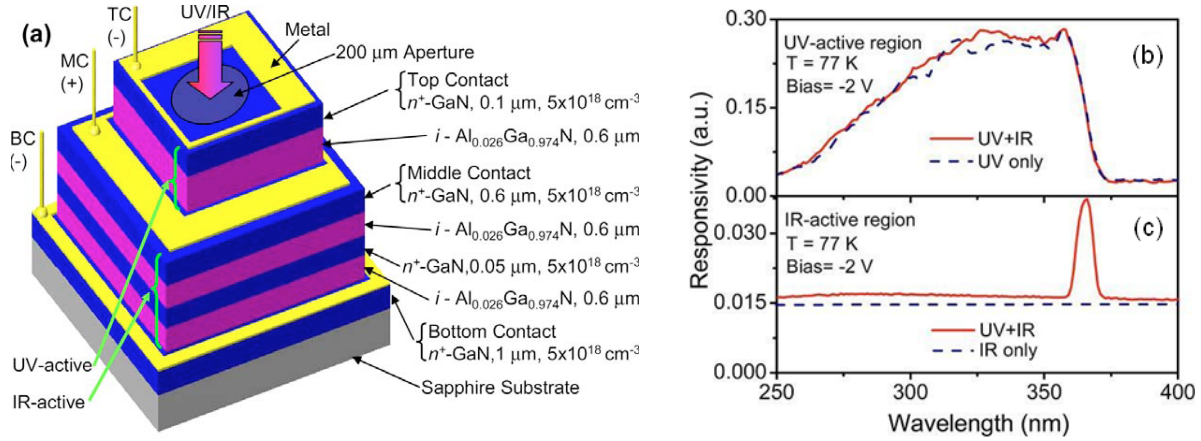 (a)
TC
(-)
UV/IR
Metal
MC
(+)
200 μm Aperture
Top Contact
n⁺-GaN, 0.1 μm, 5x10¹⁸ cm⁻³
BC
(-)
i - Al₀.₀₂₆Ga₀.₉₇₄N, 0.6 μm
Middle Contact
n⁺-GaN, 0.6 μm, 5x10¹⁸ cm⁻³
i - Al₀.₀₂₆Ga₀.₉₇₄N, 0.6 μm
n⁺-GaN,0.05 μm, 5x10¹⁸ cm⁻³
i - Al₀.₀₂₆Ga₀.₉₇₄N, 0.6 μm
Bottom Contact
n⁺-GaN,1 μm, 5x10¹⁸ cm⁻³
UV-active
IR-active
Sapphire Substrate
Responsivity (a.u.)
0.30
0.15
0.00
UV-active region
T = 77 K
Bias= -2 V
(b)
UV+IR
UV only
0.030
0.015
0.000
IR-active region
T = 77 K
Bias= -2 V
(c)
UV+IR
IR only
250 300 350 400
Wavelength (nm)